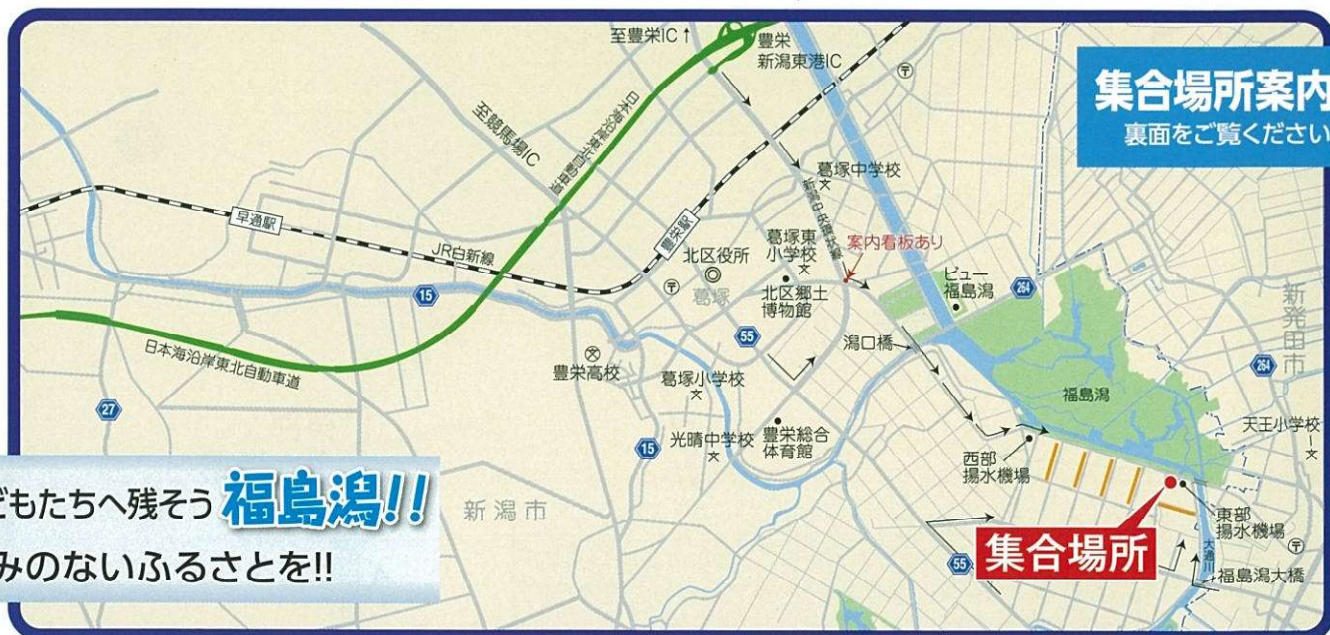 至豊栄IC↑
豊栄
新潟東港IC
集合場所案内
裏面をご覧ください
日本海沿岸東北自動車道
至競馬場IC
葛塚中学校
新潟中央環状線
早通駅
豊栄駅
JR白新線
北区役所
葛塚東
小学校
案内看板あり
葛塚
北区郷土
博物館
ビュー
福島潟
264
新発田市
15
55
潟口橋
日本海沿岸東北自動車道
豊栄高校
葛塚小学校
福島潟
264
27
天王小学校
15
光晴中学校
豊栄総合
体育館
西部
揚水機場
どもたちへ残そう福島潟!!
みのないふるさとを!!
新潟市
東部
揚水機場
集合場所
55
大通川
福島潟大橋